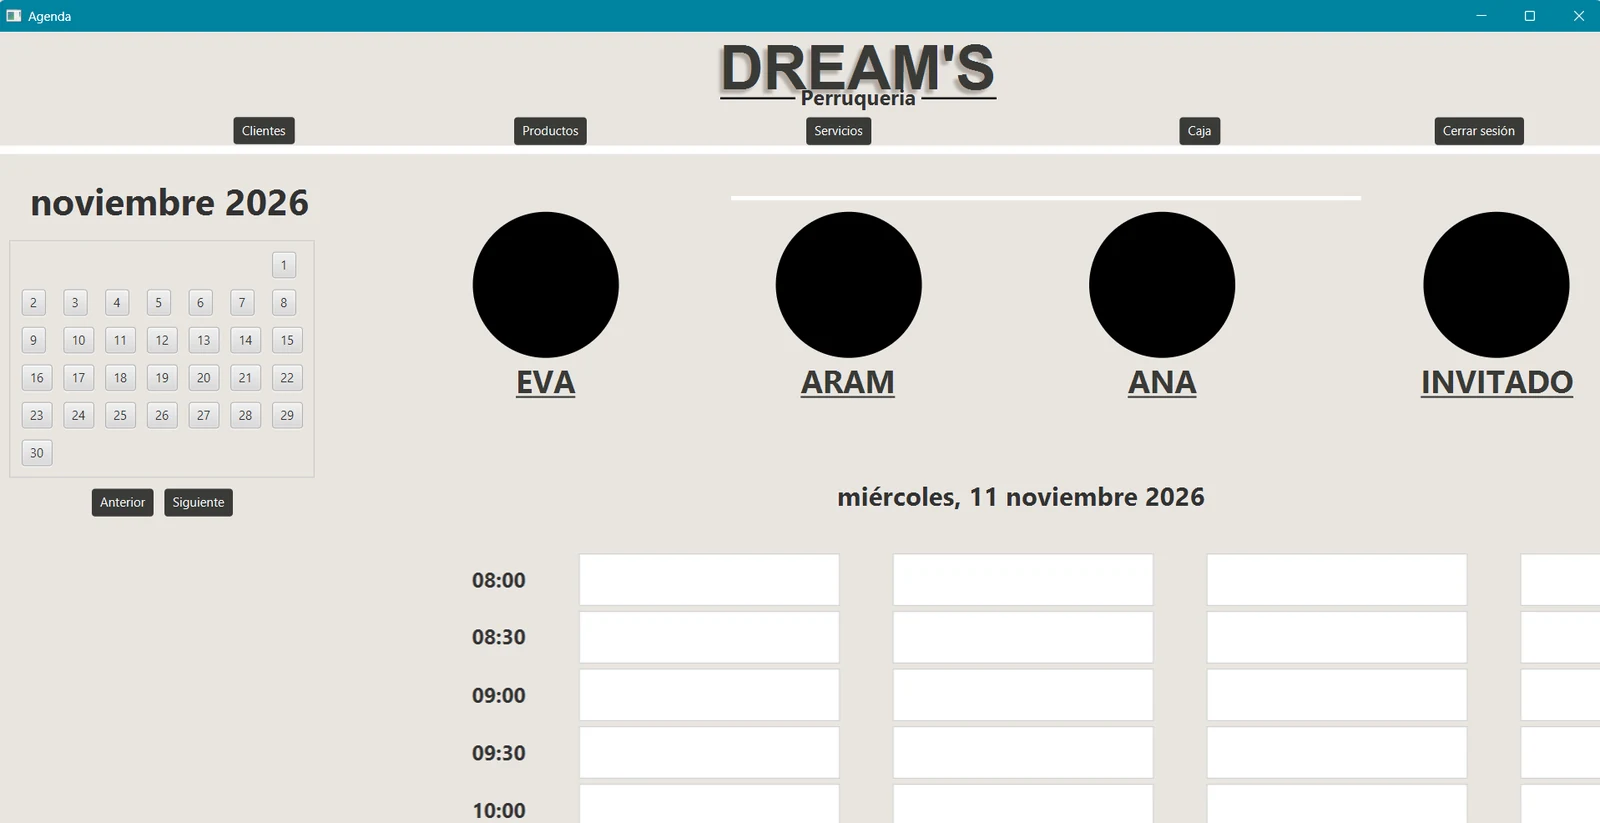 Agenda
DREAM'S
Perruqueria
Clientes Productos Servicios Caja Cerrar sesión
noviembre 2026
1
2 3 4 5 6 7 8
9 10 11 12 13 14 15
16 17 18 19 20 21 22
23 24 25 26 27 28 29
30
Anterior Siguiente
EVA ARAM ANA INVITADO
miércoles, 11 noviembre 2026
08:00
08:30
09:00
09:30
10:00